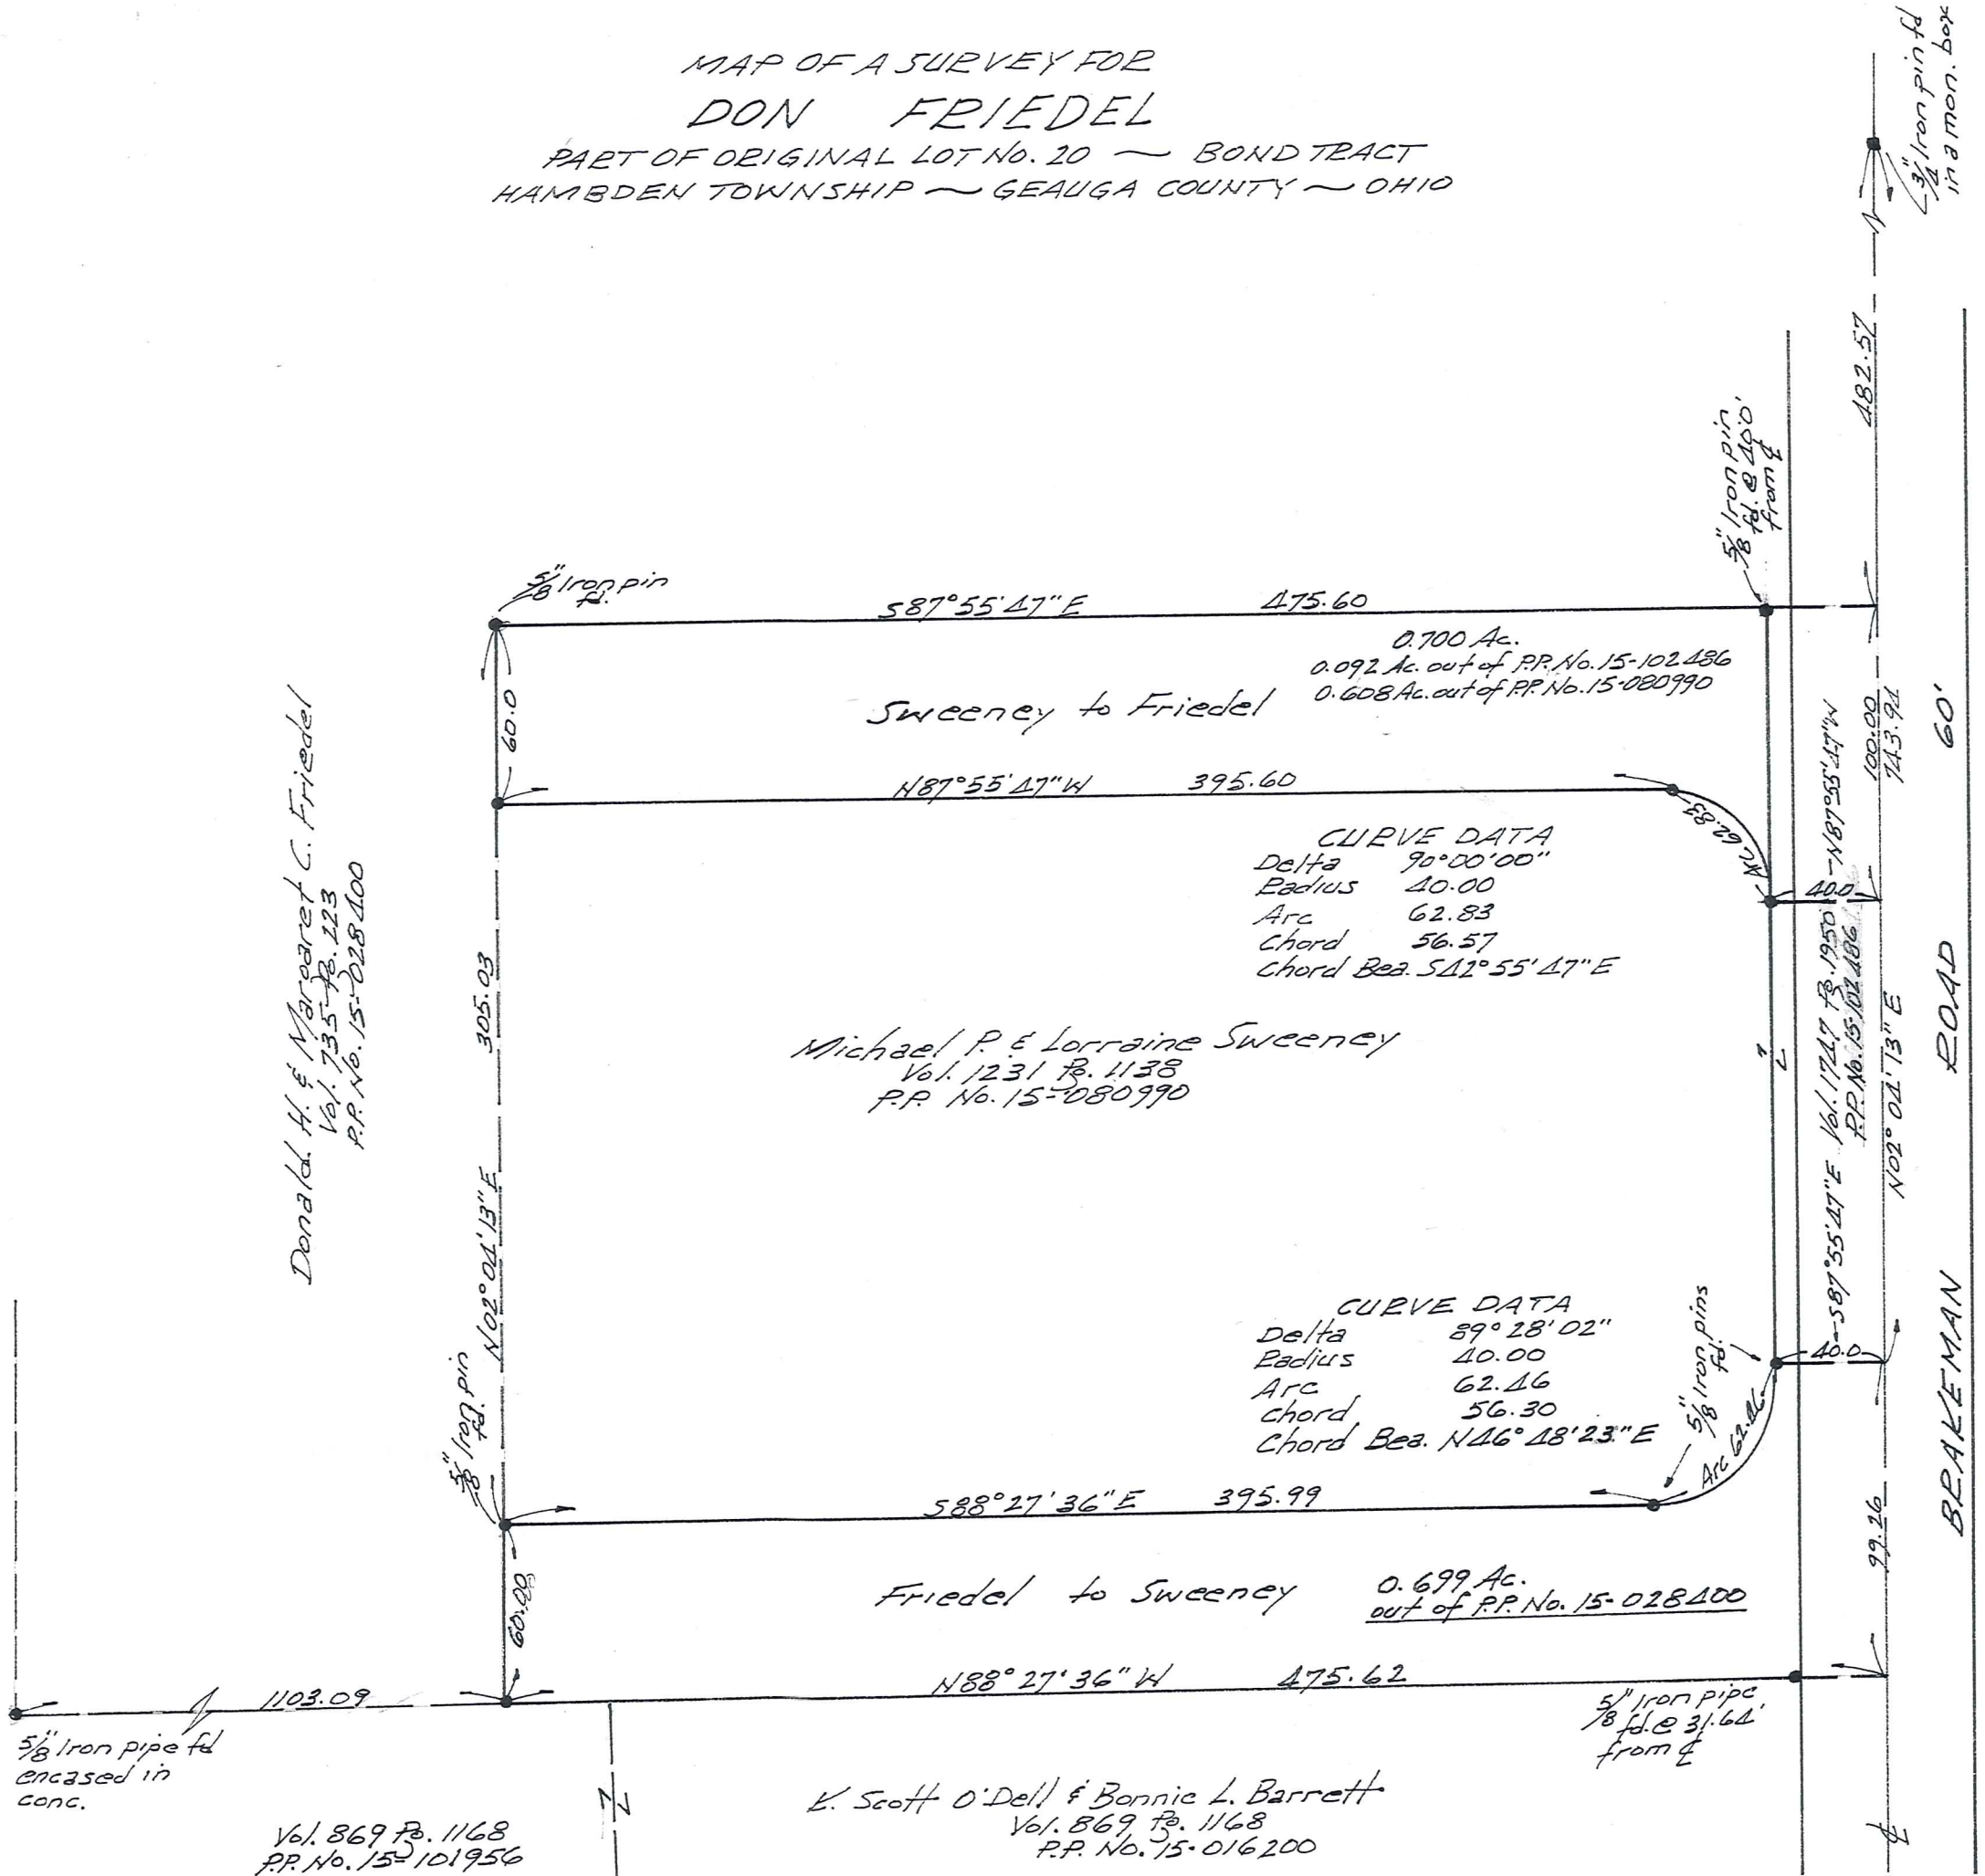 MAP OF A SURVEY FOR
DON FRIEDEL
PART OF ORIGINAL LOT No. 20 ~ BOND TRACT
HAMBDEN TOWNSHIP ~ GEAUGA COUNTY ~ OHIO
3/4" Iron pin fd
in a mon. box
482.57
5/8" Iron pin
fd. @ 40.0'
from ℄
5/8" Iron pin
fd.
S87°55'47"E 475.60
0.700 Ac.
0.092 Ac. out of P.P. No. 15-102486
0.608 Ac. out of P.P. No. 15-080990
Sweeney to Friedel
60.0
N87°55'47"W 395.60
Arc 62.83
CURVE DATA
Delta 90°00'00"
Radius 40.00
Arc 62.83
Chord 56.57
Chord Bea. S42°55'47"E
Donald H. & Margaret C. Friedel
Vol. 735 Pg. 1223
P.P. No. 15-028400
305.03
N02°04'13"E
Michael P. & Lorraine Sweeney
Vol. 1231 Pg. 1138
P.P. No. 15-080990
40.0
N87°55'47"W
Vol. 1747 Pg. 1950
P.P. No. 15-102486
S87°55'47"E
100.00
743.94
N02°04'13"E
BRAKEMAN ROAD 60'
CURVE DATA
Delta 89°28'02"
Radius 40.00
Arc 62.46
Chord 56.30
Chord Bea. N46°48'23"E
5/8" Iron pins
fd.
40.0
Arc 62.46
5/8" Iron pin
fd.
S88°27'36"E 395.99
99.26
60.00
Friedel to Sweeney
0.699 Ac.
out of P.P. No. 15-028400
N88°27'36"W 475.62
1103.09
5/8" Iron pipe fd
encased in
conc.
5/8" Iron pipe
fd. @ 31.64'
from ℄
K. Scott O'Dell & Bonnie L. Barrett
Vol. 869 Pg. 1168
P.P. No. 15-016200
Vol. 869 Pg. 1168
P.P. No. 15-101956
℄